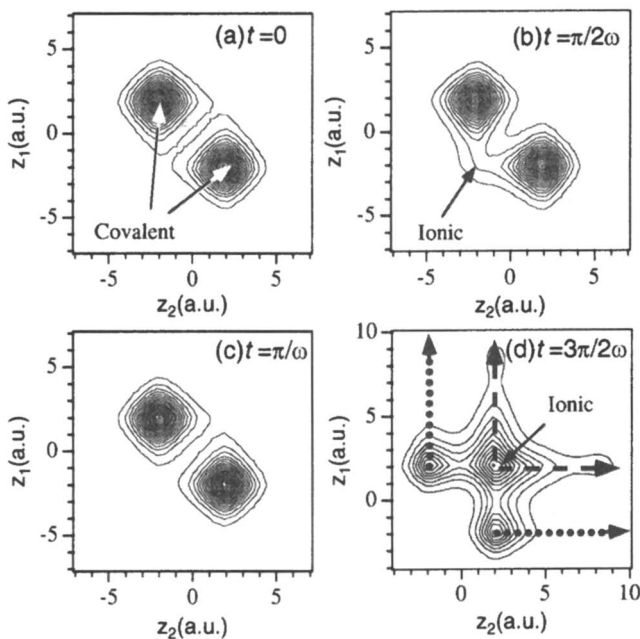 (a) t=0
z₁(a.u.)
5
0
-5
Covalent
-5
0
5
z₂(a.u.)
(b) t=π/2ω
5
0
-5
Ionic
-5
0
5
z₂(a.u.)
(c) t=π/ω
z₁(a.u.)
5
0
-5
-5
0
5
z₂(a.u.)
(d) t=3π/2ω
z₁(a.u.)
10
5
0
Ionic
0
5
10
z₂(a.u.)